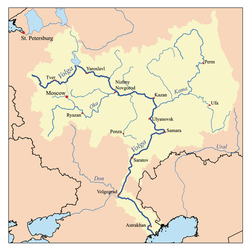 St. Petersburg
Tver
Volga
Yaroslavl
Moscow
Nizhny
Novgorod
Oka
Ryazan
Kazan
Kama
Perm
Ufa
Ulyanovsk
Samara
Penza
Volga
Saratov
Ural
Don
Volgograd
Astrakhan